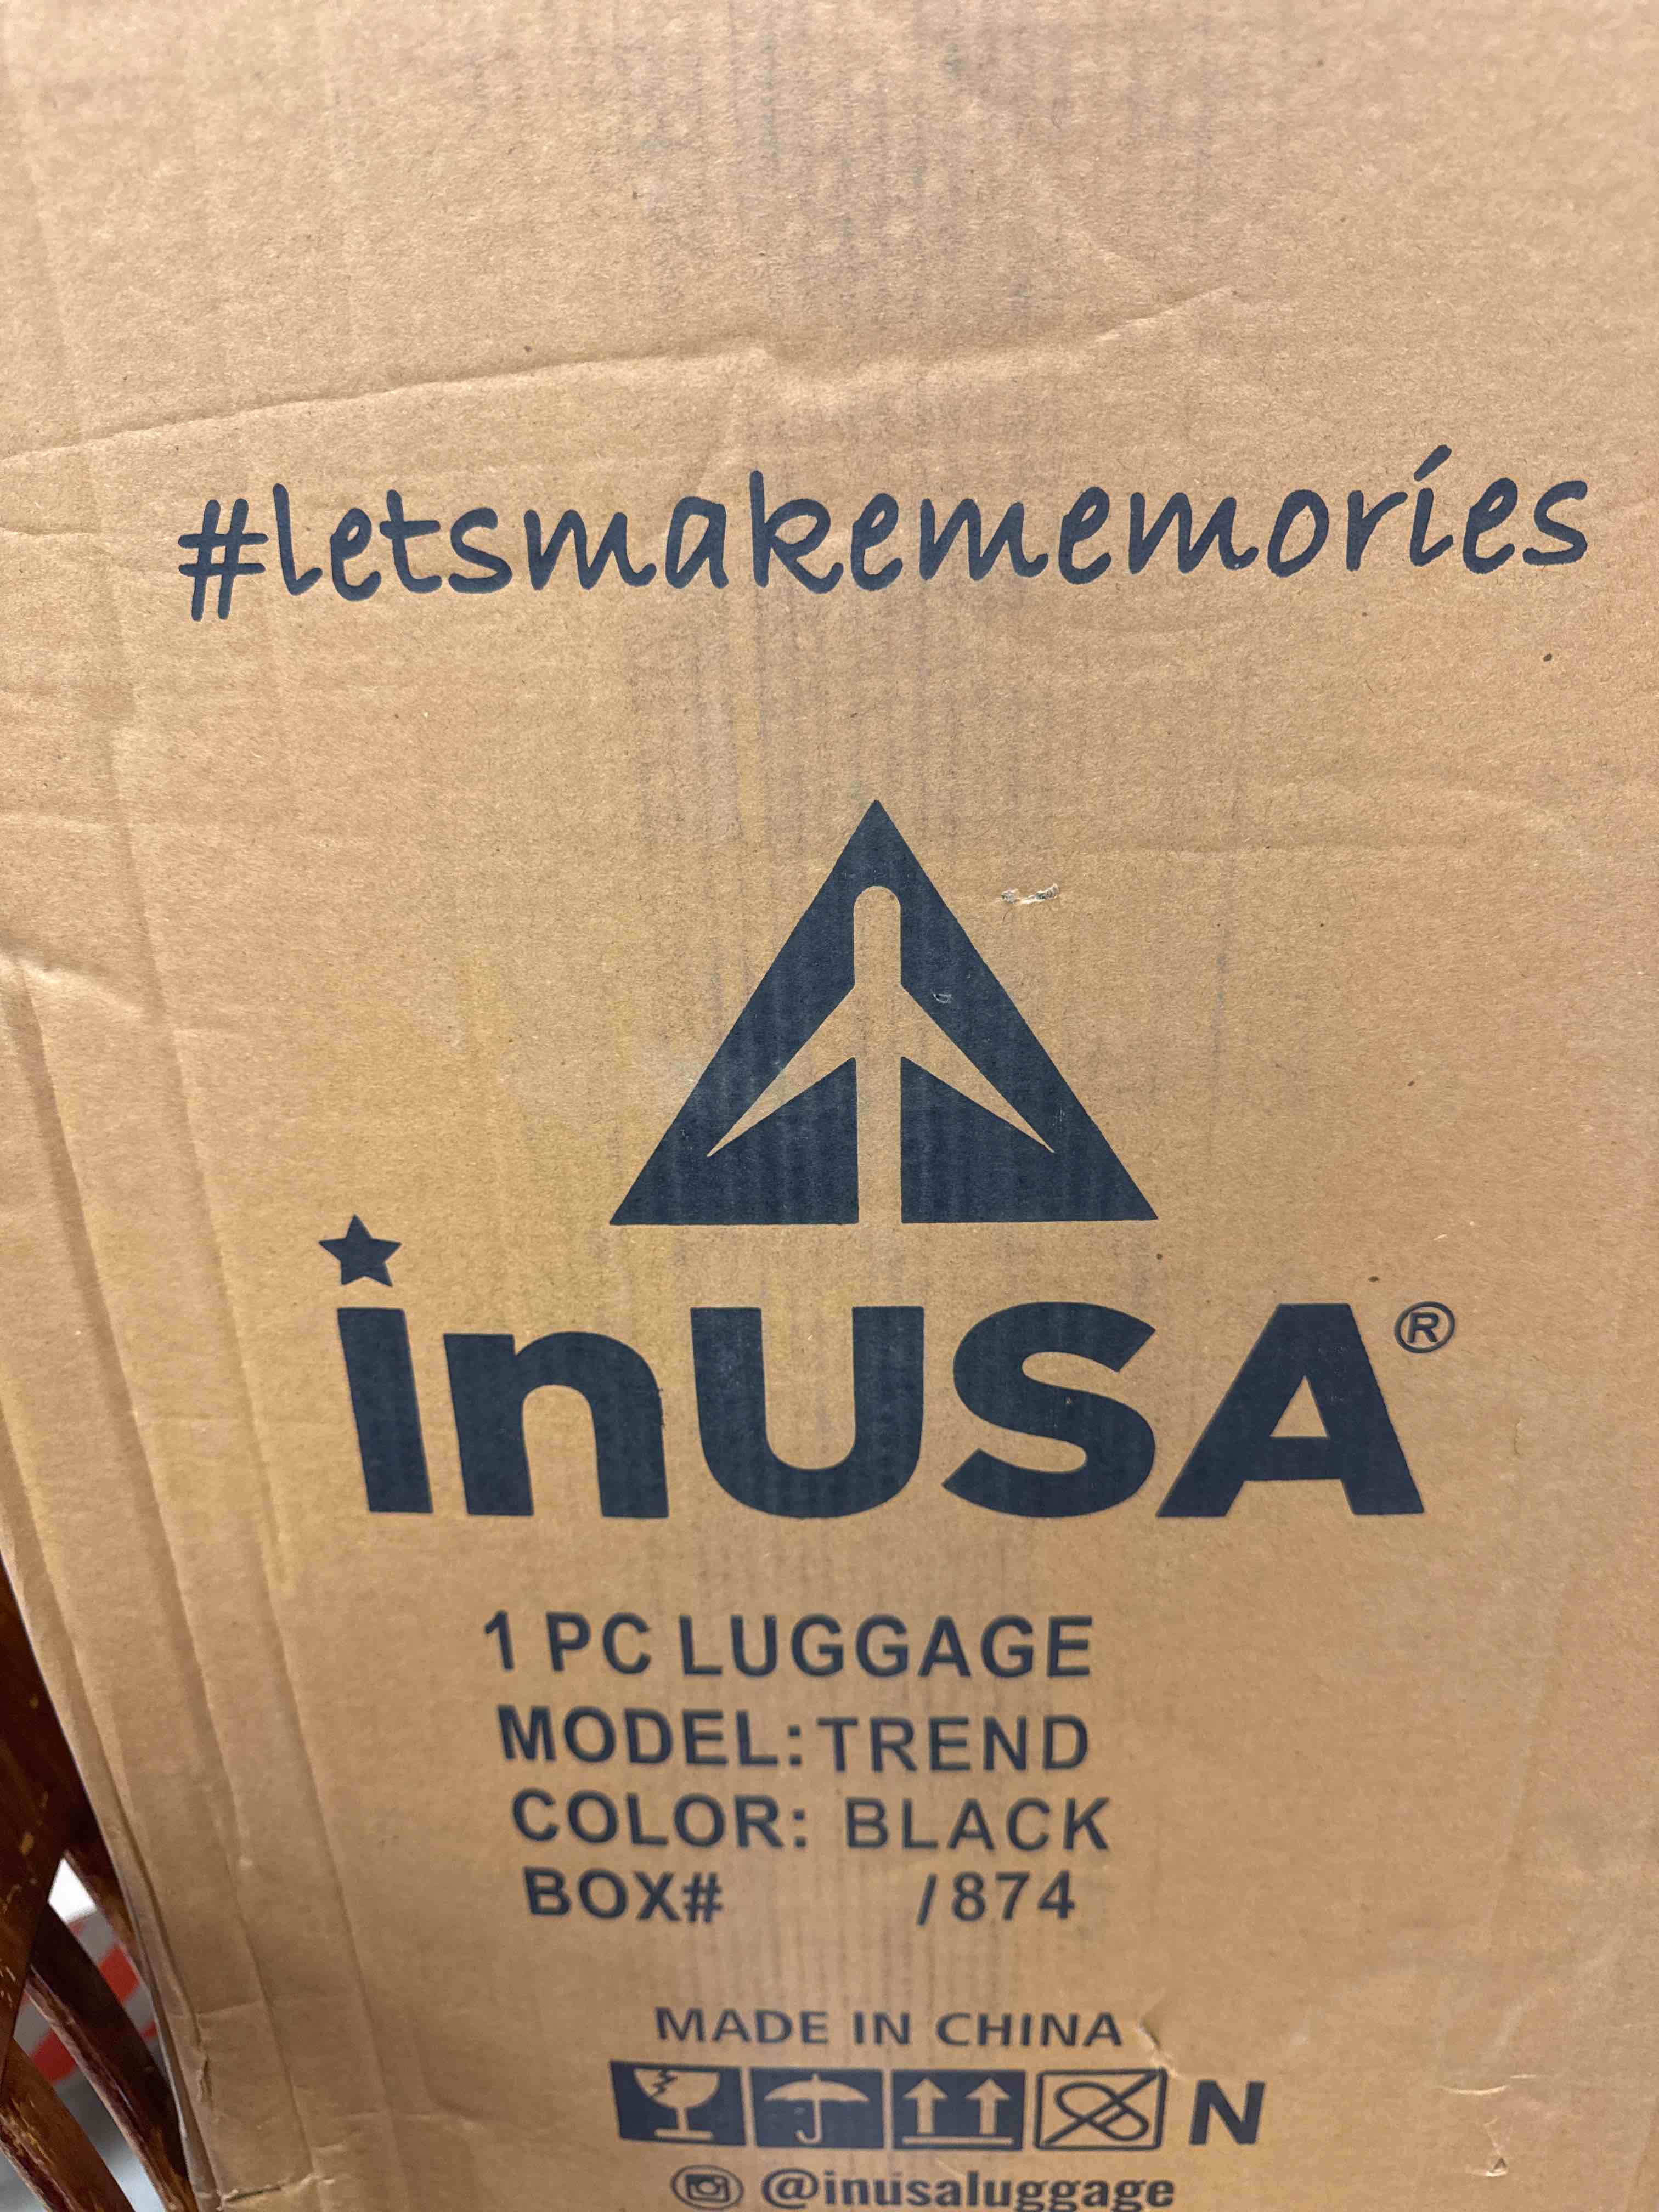 #letsmakememories
inUSA®
1 PC LUGGAGE
MODEL: TREND
COLOR: BLACK
BOX# /874
MADE IN CHINA
N
@inusaluggage